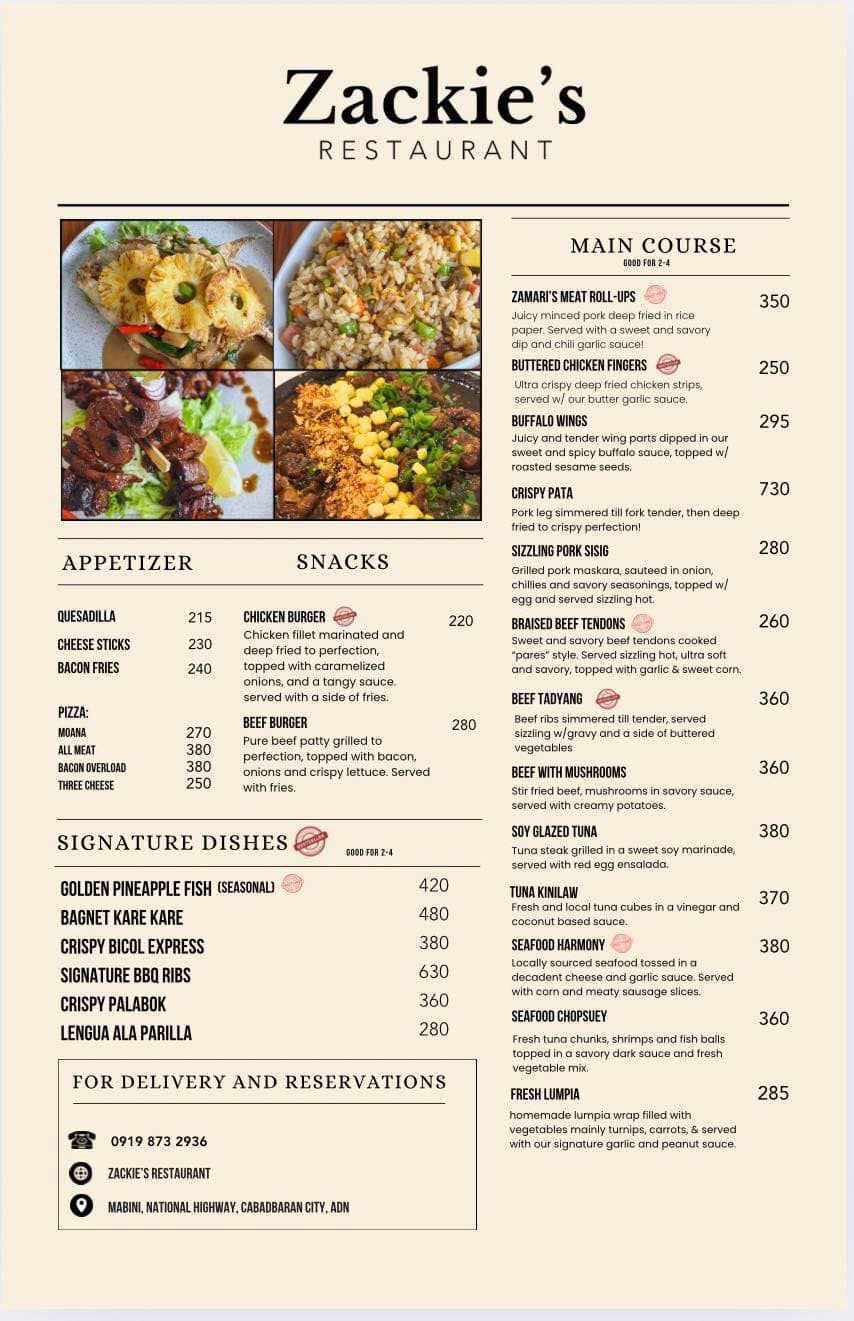 Zackie's
RESTAURANT
APPETIZER
QUESADILLA 215
CHEESE STICKS 230
BACON FRIES 240
PIZZA:
MOANA 270
ALL MEAT 380
BACON OVERLOAD 380
THREE CHEESE 250
SNACKS
CHICKEN BURGER 220
Chicken fillet marinated and
deep fried to perfection,
topped with caramelized
onions, and a tangy sauce.
served with a side of fries.
BEEF BURGER 280
Pure beef patty grilled to
perfection, topped with bacon,
onions and crispy lettuce. Served
with fries.
SIGNATURE DISHES GOOD FOR 2-4
GOLDEN PINEAPPLE FISH (SEASONAL) 420
BAGNET KARE KARE 480
CRISPY BICOL EXPRESS 380
SIGNATURE BBQ RIBS 630
CRISPY PALABOK 360
LENGUA ALA PARILLA 280
FOR DELIVERY AND RESERVATIONS
0919 873 2936
ZACKIE'S RESTAURANT
MABINI, NATIONAL HIGHWAY, CABADBARAN CITY, ADN
MAIN COURSE
GOOD FOR 2-4
ZAMARI'S MEAT ROLL-UPS 350
Juicy minced pork deep fried in rice
paper. Served with a sweet and savory
dip and chili garlic sauce!
BUTTERED CHICKEN FINGERS 250
Ultra crispy deep fried chicken strips,
served w/ our butter garlic sauce.
BUFFALO WINGS 295
Juicy and tender wing parts dipped in our
sweet and spicy buffalo sauce, topped w/
roasted sesame seeds.
CRISPY PATA 730
Pork leg simmered till fork tender, then deep
fried to crispy perfection!
SIZZLING PORK SISIG 280
Grilled pork maskara, sauteed in onion,
chillies and savory seasonings, topped w/
egg and served sizzling hot.
BRAISED BEEF TENDONS 260
Sweet and savory beef tendons cooked
"pares" style. Served sizzling hot, ultra soft
and savory, topped with garlic & sweet corn.
BEEF TADYANG 360
Beef ribs simmered till tender, served
sizzling w/gravy and a side of buttered
vegetables
BEEF WITH MUSHROOMS 360
Stir fried beef, mushrooms in savory sauce,
served with creamy potatoes.
SOY GLAZED TUNA 380
Tuna steak grilled in a sweet soy marinade,
served with red egg ensalada.
TUNA KINILAW 370
Fresh and local tuna cubes in a vinegar and
coconut based sauce.
SEAFOOD HARMONY 380
Locally sourced seafood tossed in a
decadent cheese and garlic sauce. Served
with corn and meaty sausage slices.
SEAFOOD CHOPSUEY 360
Fresh tuna chunks, shrimps and fish balls
topped in a savory dark sauce and fresh
vegetable mix.
FRESH LUMPIA 285
homemade lumpia wrap filled with
vegetables mainly turnips, carrots, & served
with our signature garlic and peanut sauce.